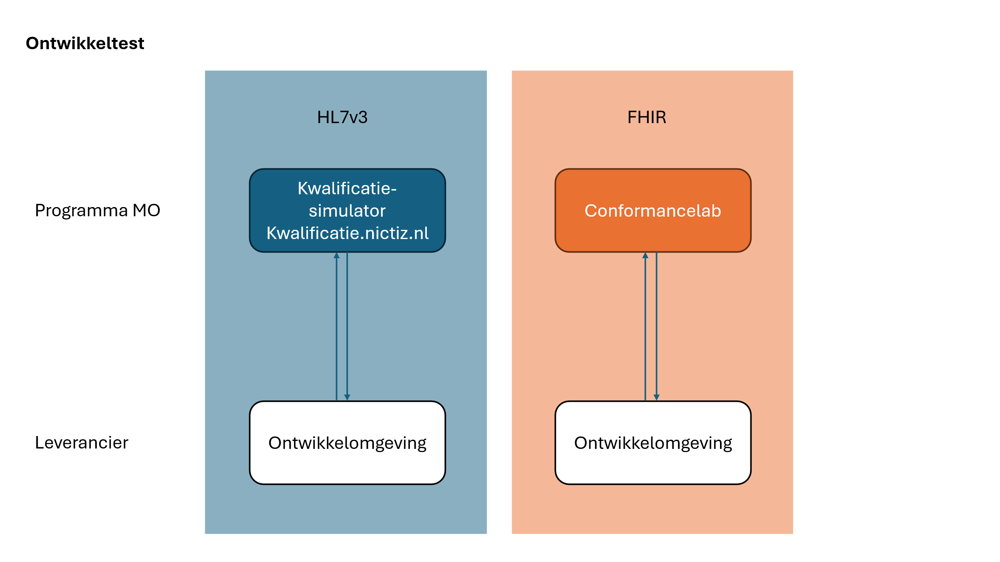 Ontwikkeltest
HL7v3
FHIR
Programma MO
Kwalificatie-
simulator
Kwalificatie.nictiz.nl
Conformancelab
Leverancier
Ontwikkelomgeving
Ontwikkelomgeving